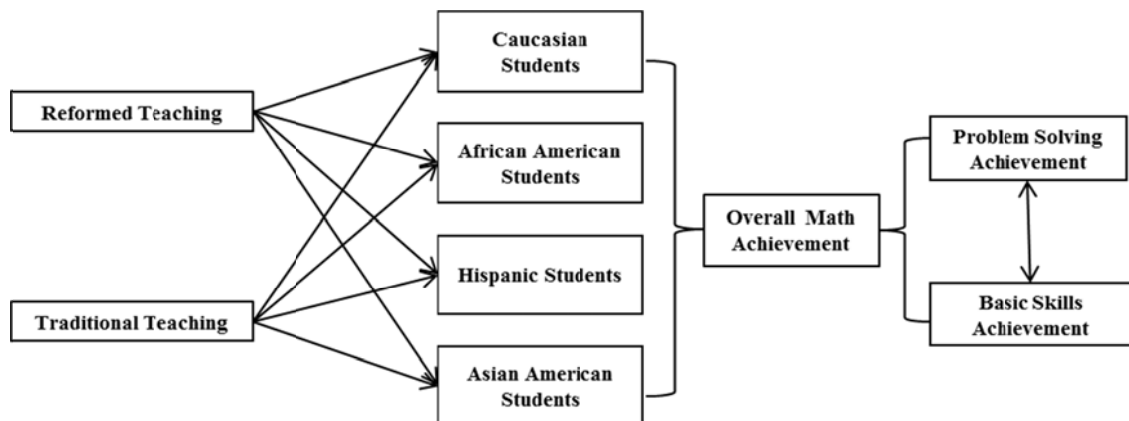 Reformed Teaching
Traditional Teaching
Caucasian
Students
African American
Students
Hispanic Students
Asian American
Students
Overall Math
Achievement
Problem Solving
Achievement
Basic Skills
Achievement